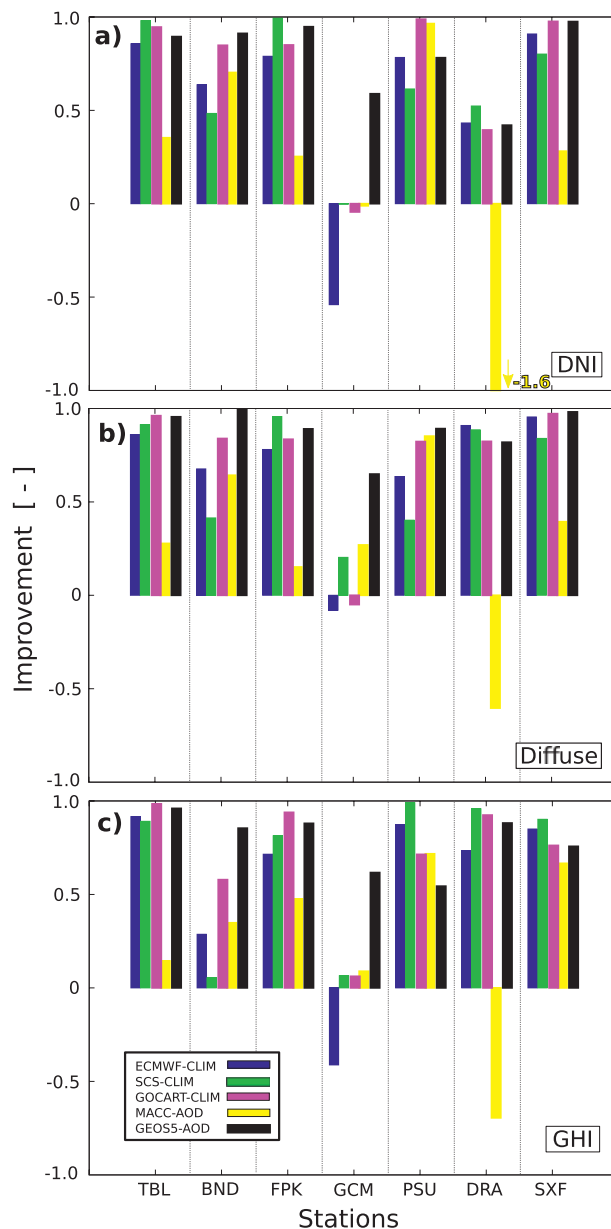 a)
1.0
0.5
0
-0.5
-1.0
-1.6
DNI
b)
1.0
0.5
0
-0.5
-1.0
Diffuse
Improvement [ - ]
c)
1.0
0.5
0
-0.5
-1.0
ECMWF-CLIM
SCS-CLIM
GOCART-CLIM
MACC-AOD
GEOS5-AOD
GHI
TBL BND FPK GCM PSU DRA SXF
Stations